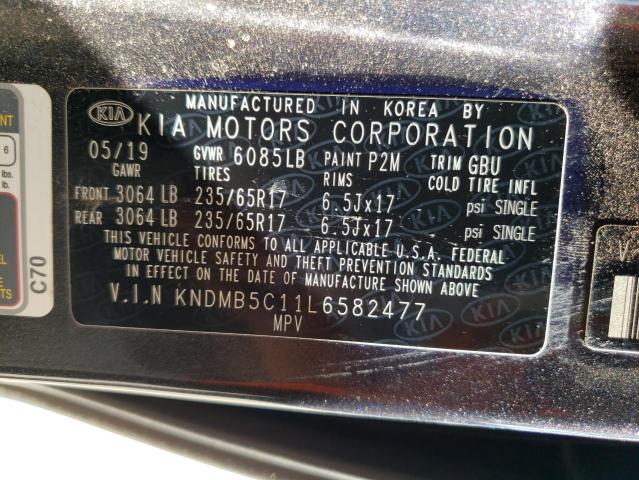 KIA
MANUFACTURED IN KOREA BY
KIA MOTORS CORPORATION
05/19 GVWR 6085LB PAINT P2M TRIM GBU
GAWR TIRES RIMS COLD TIRE INFL
FRONT 3064 LB 235/65R17 6.5Jx17 psi SINGLE
REAR 3064 LB 235/65R17 6.5Jx17 psi SINGLE
THIS VEHICLE CONFORMS TO ALL APPLICABLE U.S.A. FEDERAL
MOTOR VEHICLE SAFETY AND THEFT PREVENTION STANDARDS
IN EFFECT ON THE DATE OF MANUFACTURE SHOWN ABOVE
V.I.N KNDMB5C11L6582477
MPV
C70
6
lbs.
lb.